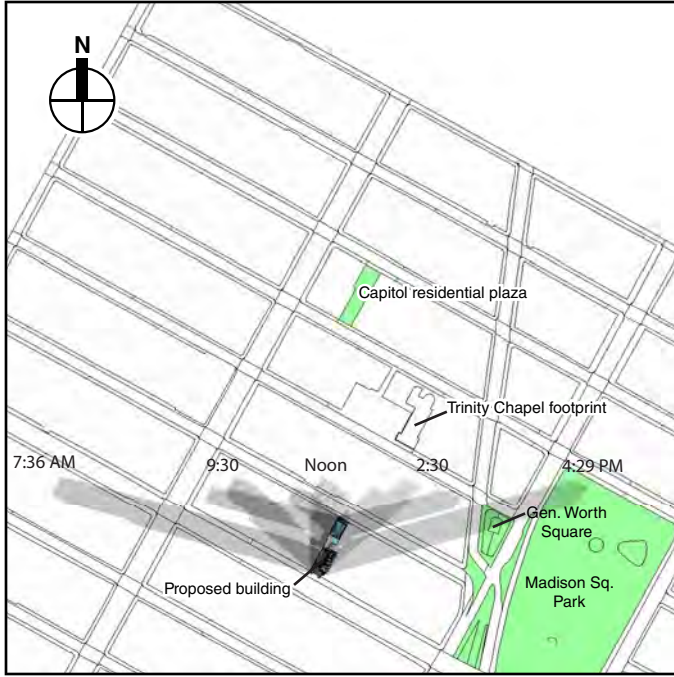 N
Capitol residential plaza
Trinity Chapel footprint
7:36 AM
9:30
Noon
2:30
4:29 PM
Gen. Worth
Square
Proposed building
Madison Sq.
Park